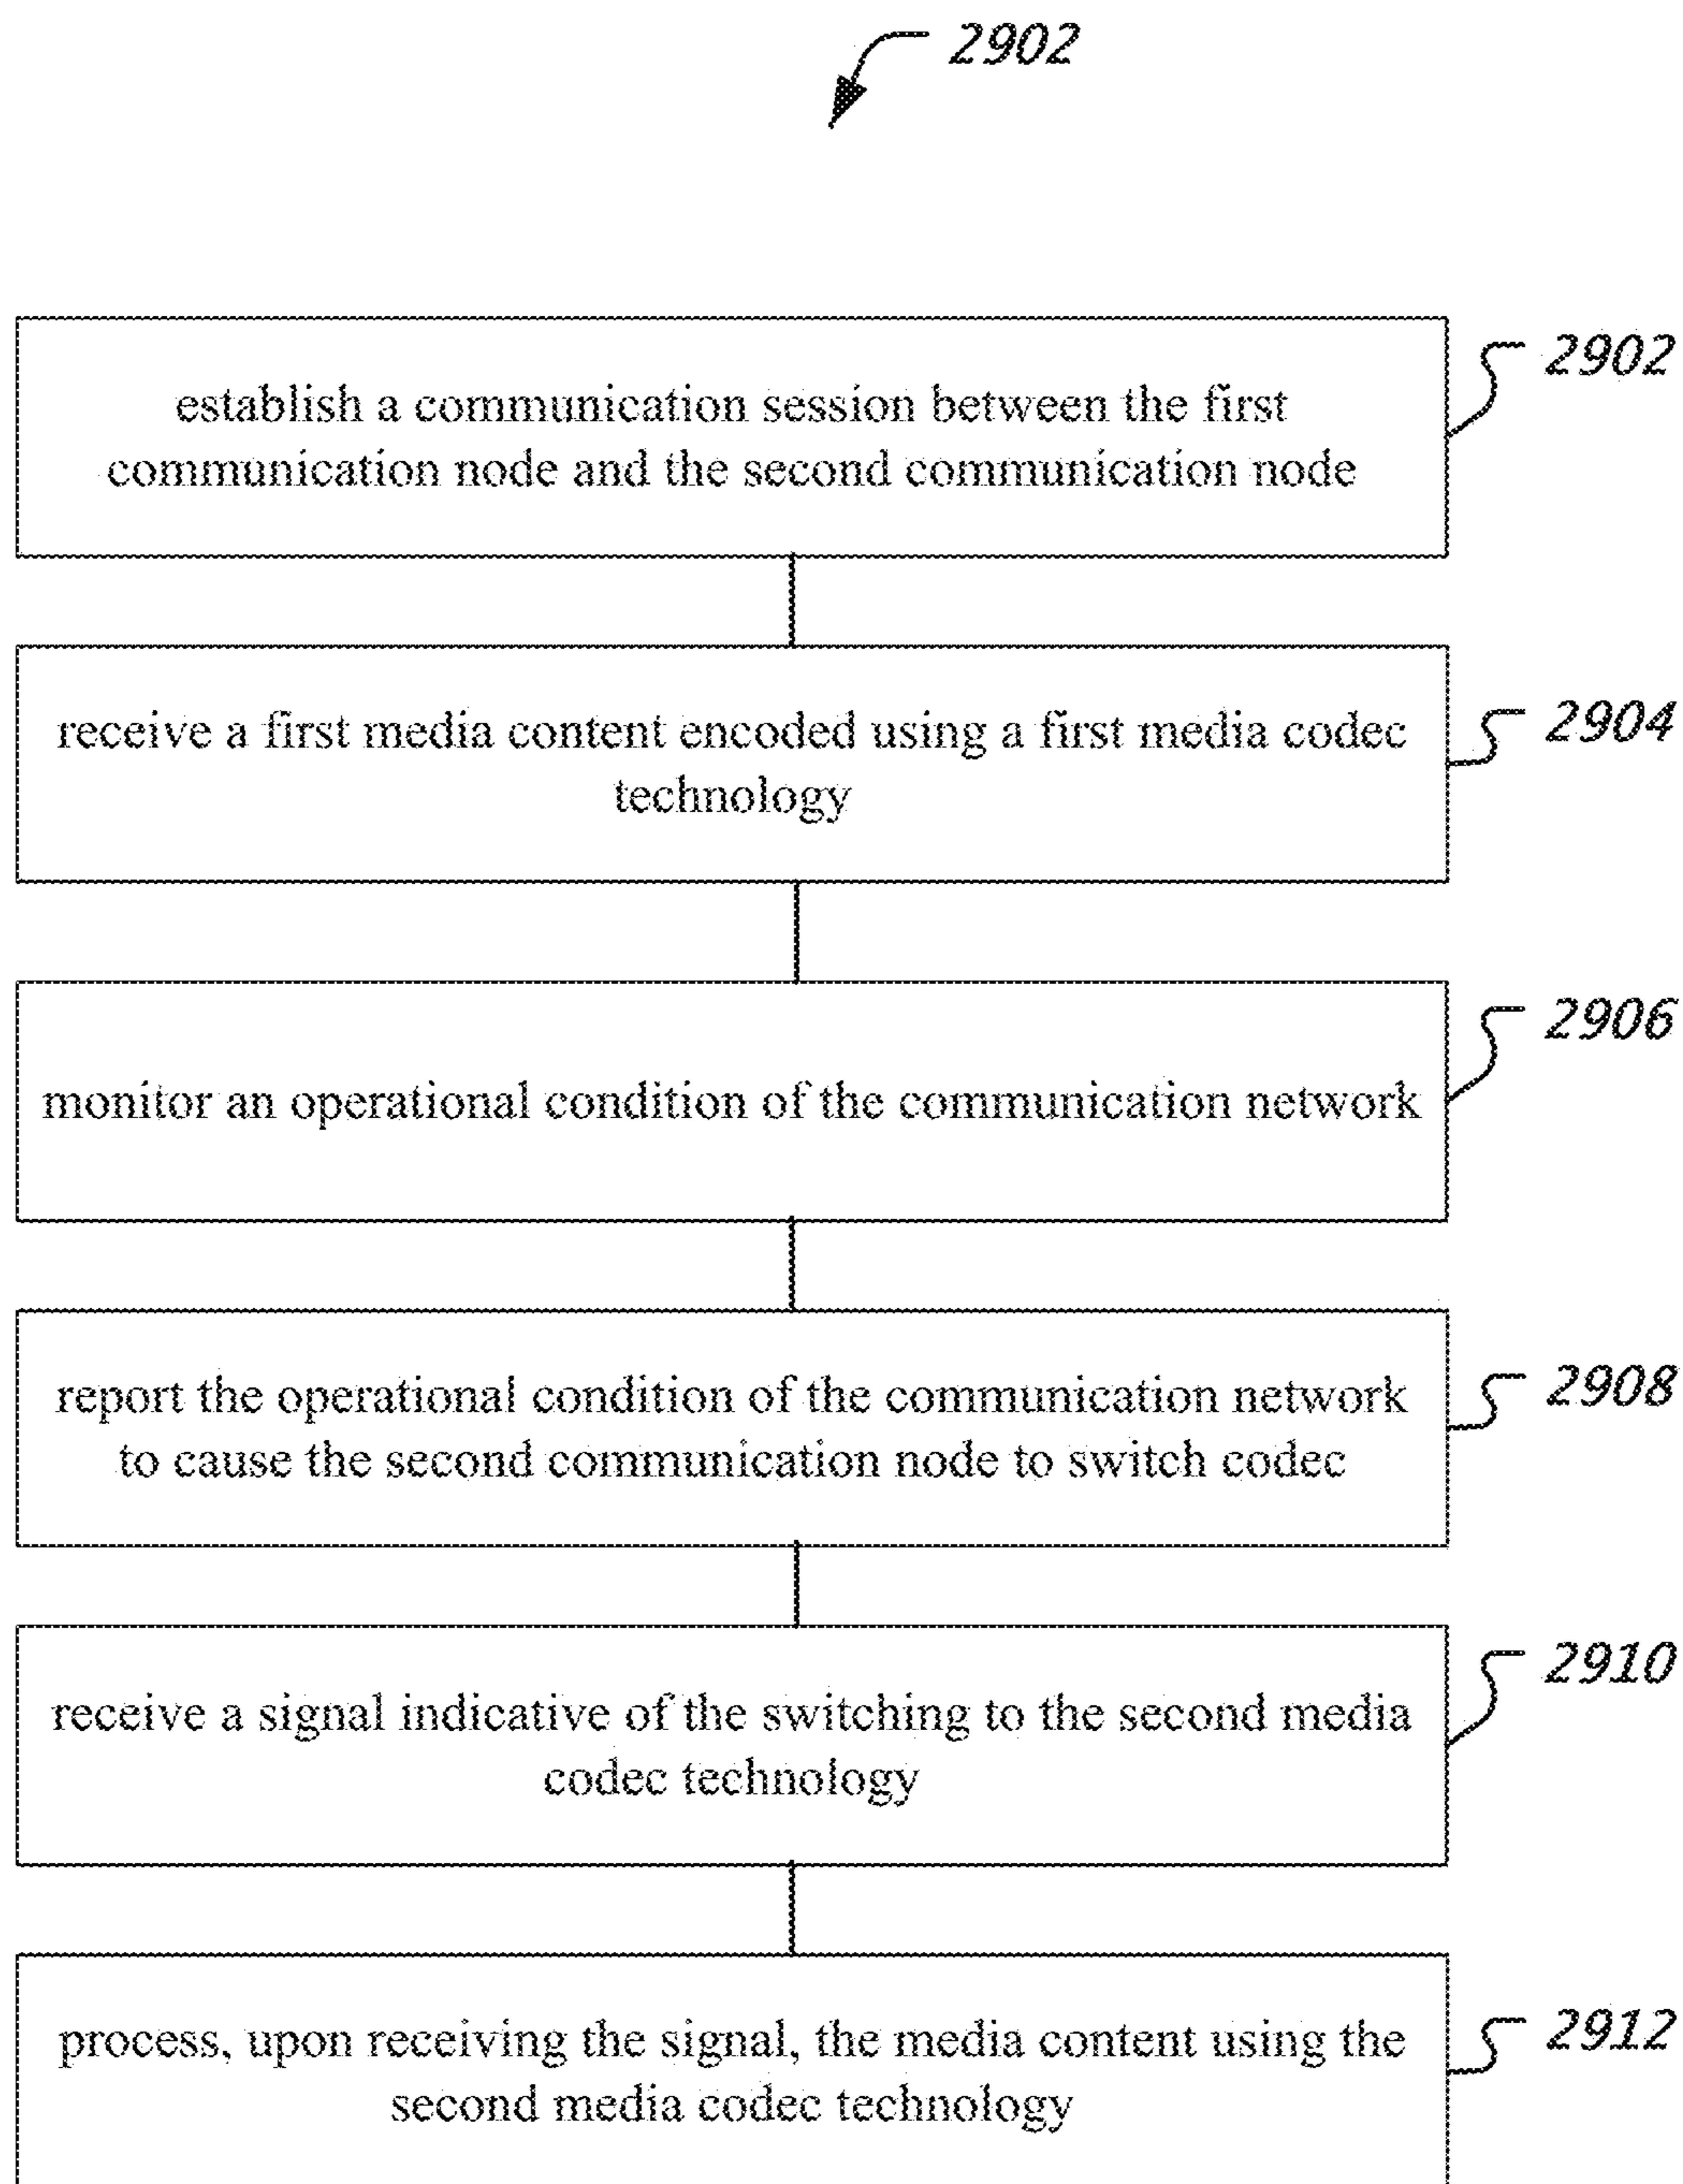 2902
establish a communication session between the first
2902
communication node and the second communication node
receive a first media content encoded using a first media codec
2904
technology
2906
monitor an operational condition of the communication network
report the operational condition of the communication network
2908
to cause the second communication node to switch codec
2910
receive a signal indicative of the switching to the second media
codec technology
process, upon receiving the signal, the media content using the
2912
second media codec technology